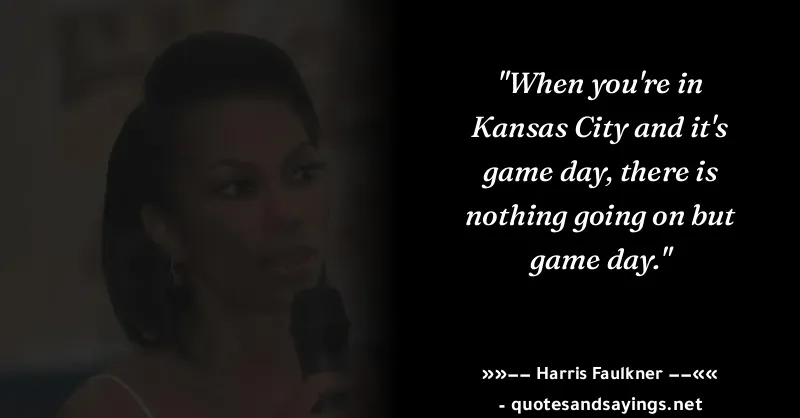 "When you're in
Kansas City and it's
game day, there is
nothing going on but
game day."
»»–– Harris Faulkner ––««
- quotesandsayings.net